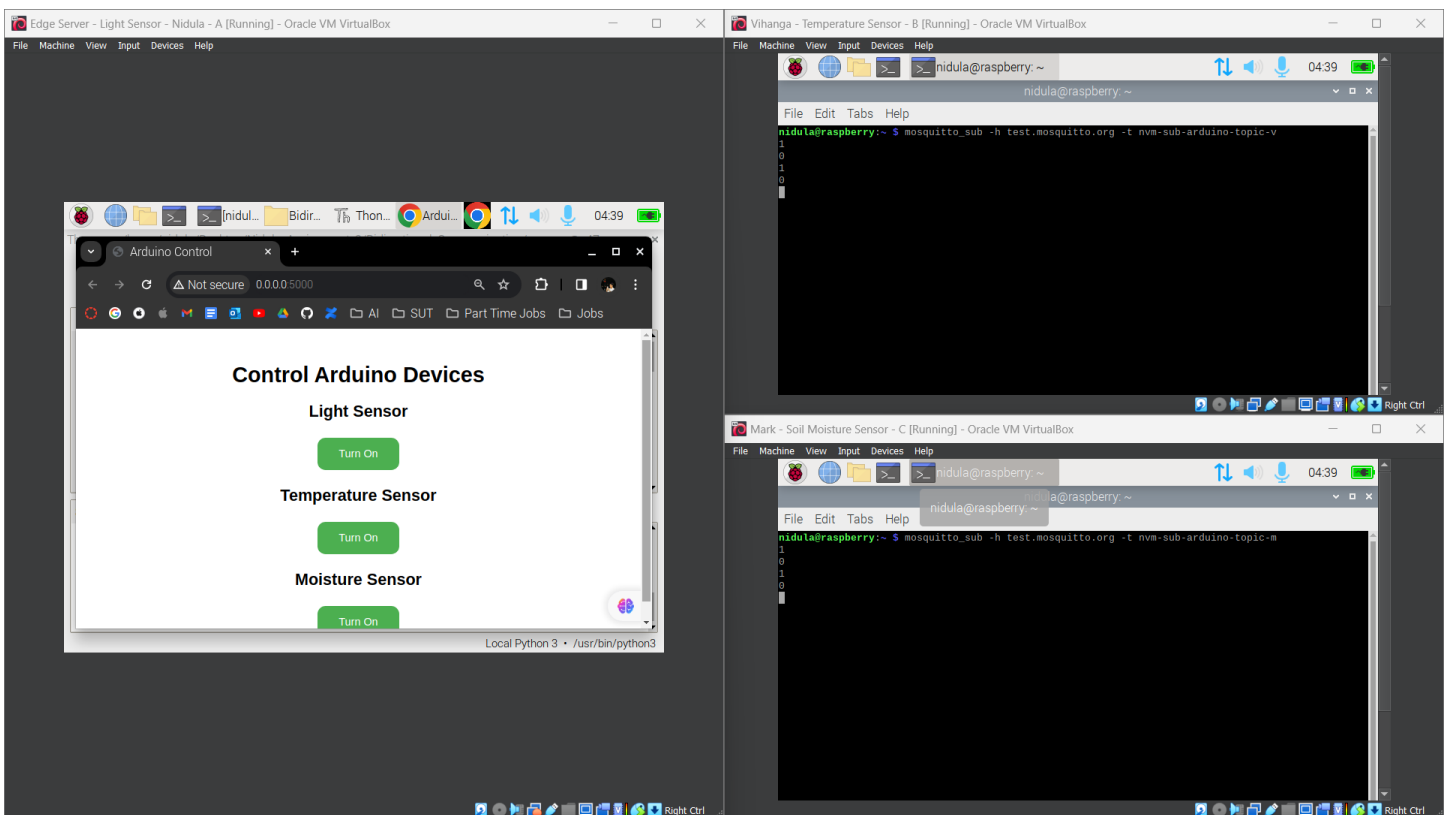 Edge Server - Light Sensor - Nidula - A [Running] - Oracle VM VirtualBox
File Machine View Input Devices Help
[nidul... Bidir... Thon... Ardui... 04:39
Arduino Control
Not secure 0.0.0.0:5000
AI SUT Part Time Jobs Jobs
Control Arduino Devices
Light Sensor
Turn On
Temperature Sensor
Turn On
Moisture Sensor
Turn On
Local Python 3 • /usr/bin/python3
Right Ctrl
Vihanga - Temperature Sensor - B [Running] - Oracle VM VirtualBox
File Machine View Input Devices Help
nidula@raspberry: ~ 04:39
nidula@raspberry: ~
File Edit Tabs Help
nidula@raspberry:~ $ mosquitto_sub -h test.mosquitto.org -t nvm-sub-arduino-topic-v
1
0
1
0
Right Ctrl
Mark - Soil Moisture Sensor - C [Running] - Oracle VM VirtualBox
File Machine View Input Devices Help
nidula@raspberry: ~ 04:39
nidula@raspberry: ~
nidula@raspberry: ~
File Edit Tabs Help
nidula@raspberry:~ $ mosquitto_sub -h test.mosquitto.org -t nvm-sub-arduino-topic-m
1
0
1
0
Right Ctrl